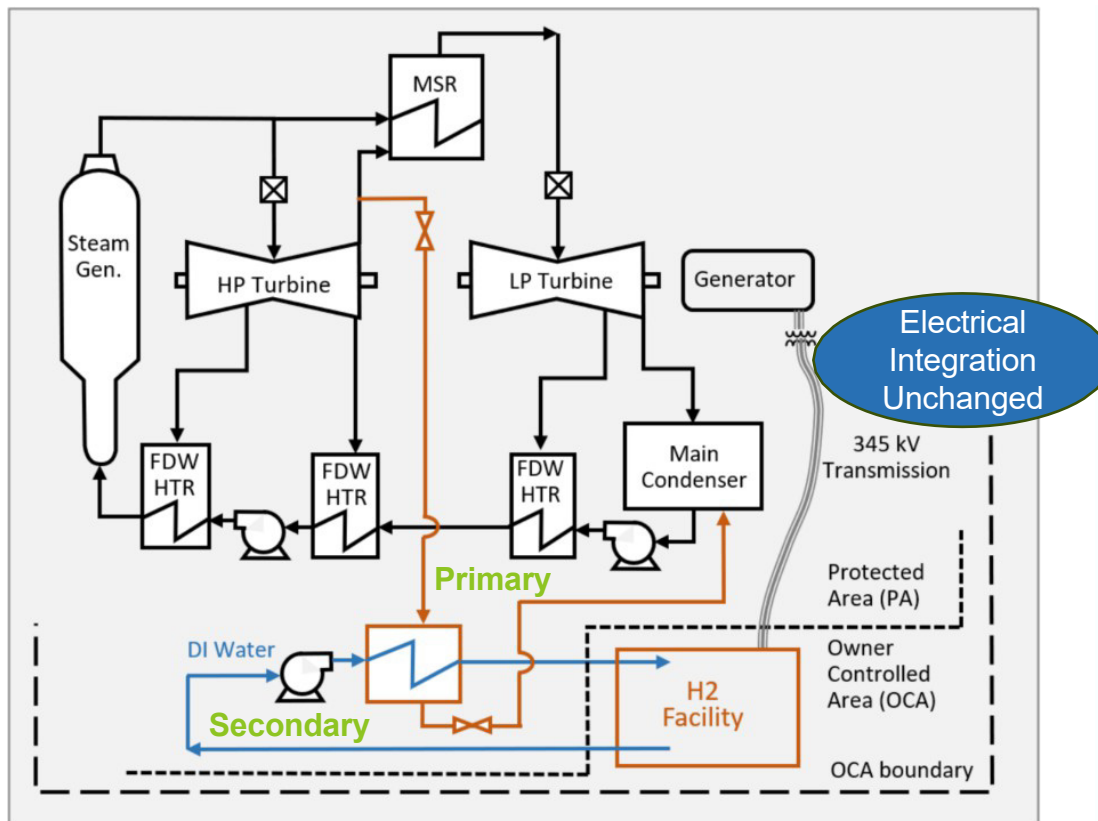 MSR
Steam
Gen.
HP Turbine
LP Turbine
Generator
Electrical
Integration
Unchanged
345 kV
Transmission
FDW
HTR
FDW
HTR
FDW
HTR
Main
Condenser
Primary
Protected
Area (PA)
DI Water
Secondary
H2
Facility
Owner
Controlled
Area (OCA)
OCA boundary